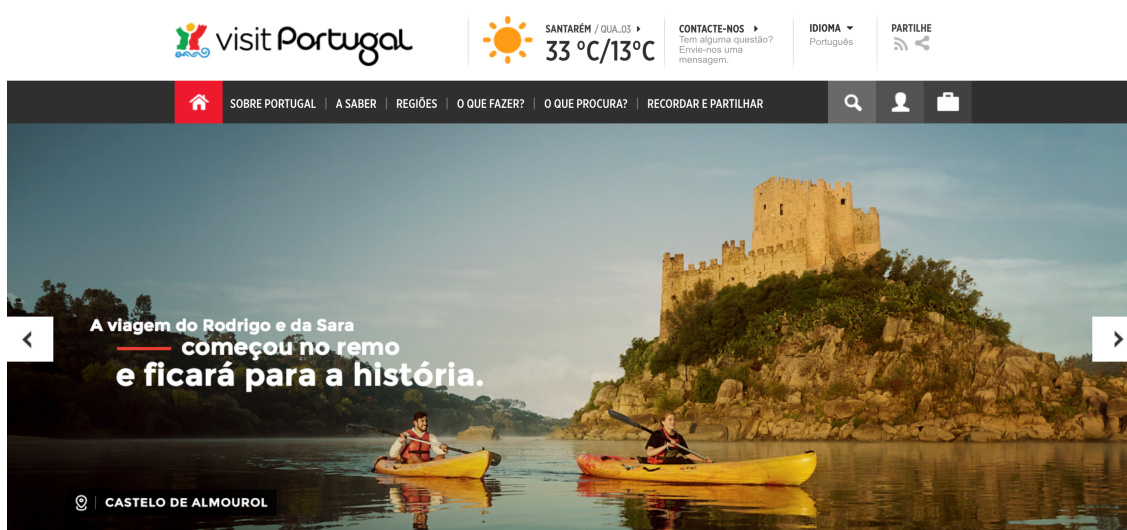 visit Portugal
SANTARÉM / QUA..03
33 ºC/13ºC
CONTACTE-NOS
Tem alguma questão?
Envie-nos uma
mensagem.
IDIOMA
Português
PARTILHE
SOBRE PORTUGAL | A SABER | REGIÕES | O QUE FAZER? | O QUE PROCURA? | RECORDAR E PARTILHAR
A viagem do Rodrigo e da Sara
começou no remo
e ficará para a história.
CASTELO DE ALMOUROL